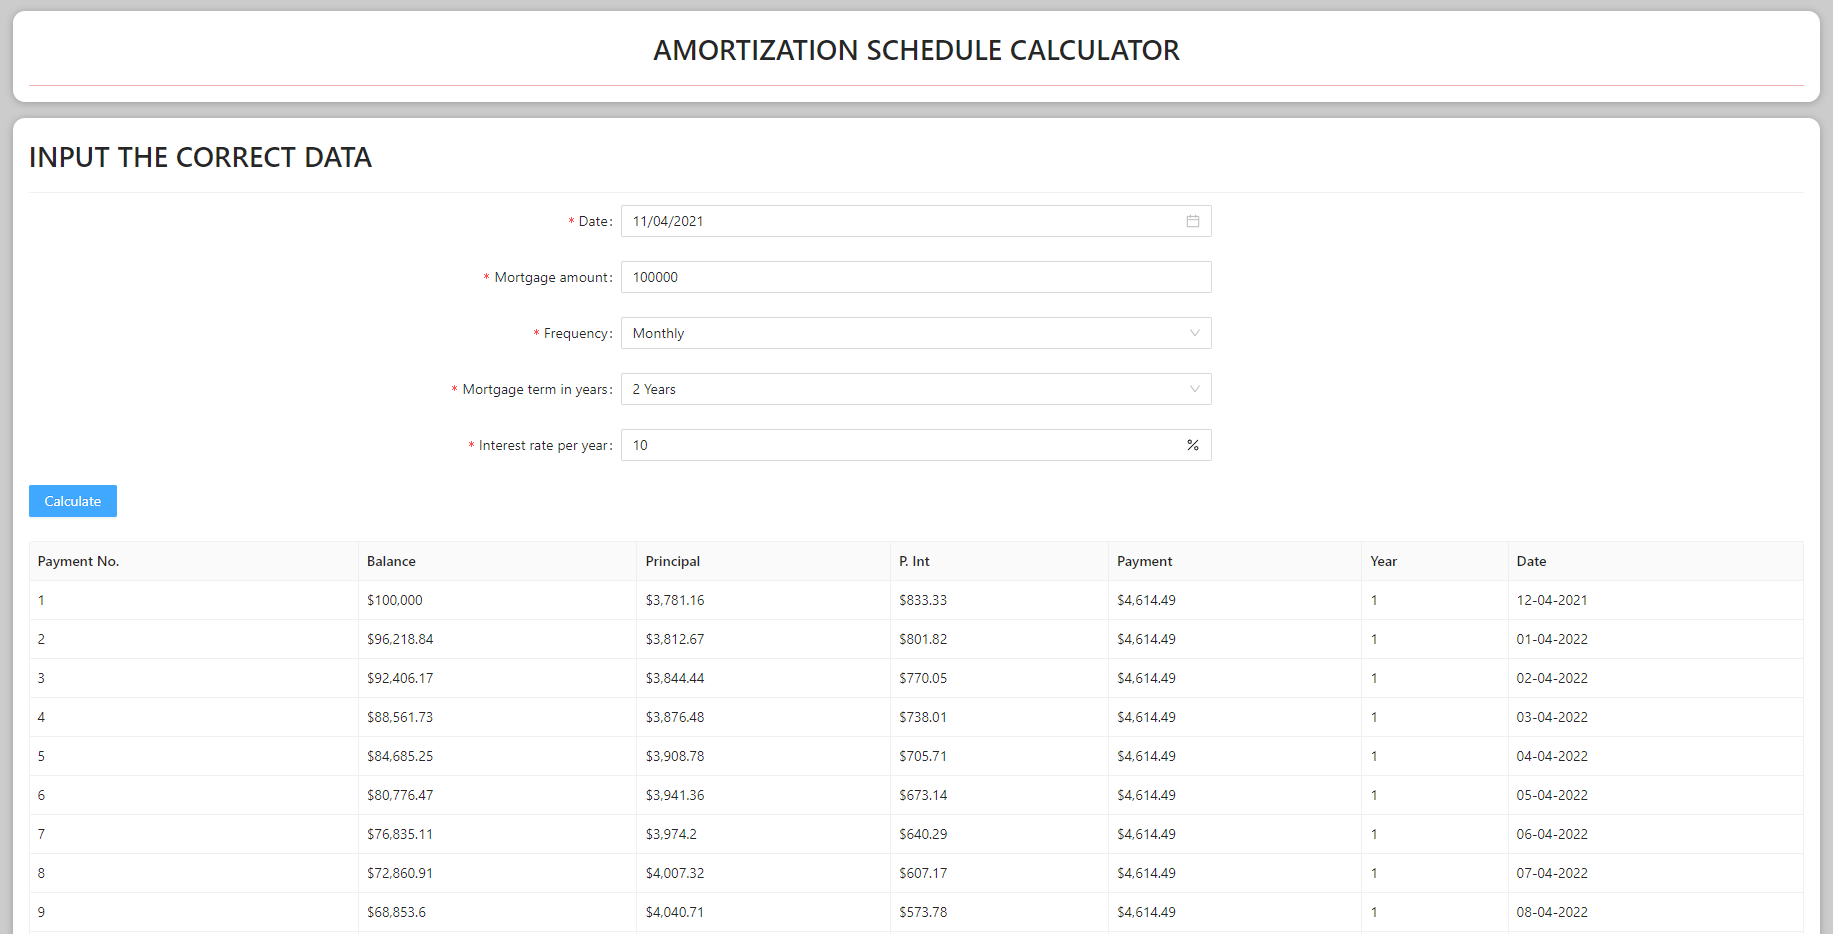 AMORTIZATION SCHEDULE CALCULATOR
INPUT THE CORRECT DATA
* Date: 11/04/2021
* Mortgage amount: 100000
* Frequency: Monthly
* Mortgage term in years: 2 Years
* Interest rate per year: 10 %
Calculate
Payment No. Balance Principal P. Int Payment Year Date
1 $100,000 $3,781.16 $833.33 $4,614.49 1 12-04-2021
2 $96,218.84 $3,812.67 $801.82 $4,614.49 1 01-04-2022
3 $92,406.17 $3,844.44 $770.05 $4,614.49 1 02-04-2022
4 $88,561.73 $3,876.48 $738.01 $4,614.49 1 03-04-2022
5 $84,685.25 $3,908.78 $705.71 $4,614.49 1 04-04-2022
6 $80,776.47 $3,941.36 $673.14 $4,614.49 1 05-04-2022
7 $76,835.11 $3,974.2 $640.29 $4,614.49 1 06-04-2022
8 $72,860.91 $4,007.32 $607.17 $4,614.49 1 07-04-2022
9 $68,853.6 $4,040.71 $573.78 $4,614.49 1 08-04-2022